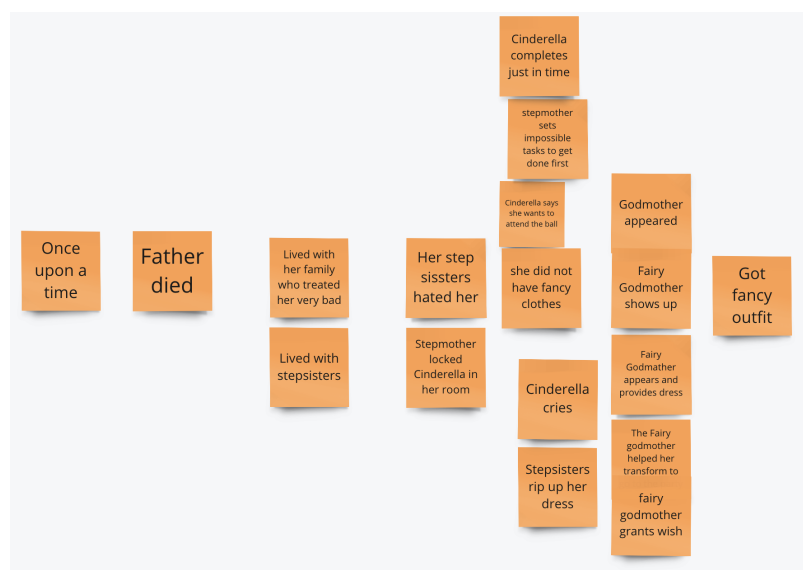 Once
upon a
time
Father
died
Lived with
her family
who treated
her very bad
Lived with
stepsisters
Her step
sissters
hated her
Stepmother
locked
Cinderella in
her room
Cinderella
completes
just in time
stepmother
sets
impossible
tasks to get
done first
Cinderella says
she wants to
attend the ball
she did not
have fancy
clothes
Cinderella
cries
Stepsisters
rip up her
dress
Godmother
appeared
Fairy
Godmother
shows up
Fairy
Godmather
appears and
provides dress
The Fairy
godmother
helped her
transform to
fairy
godmother
grants wish
Got
fancy
outfit